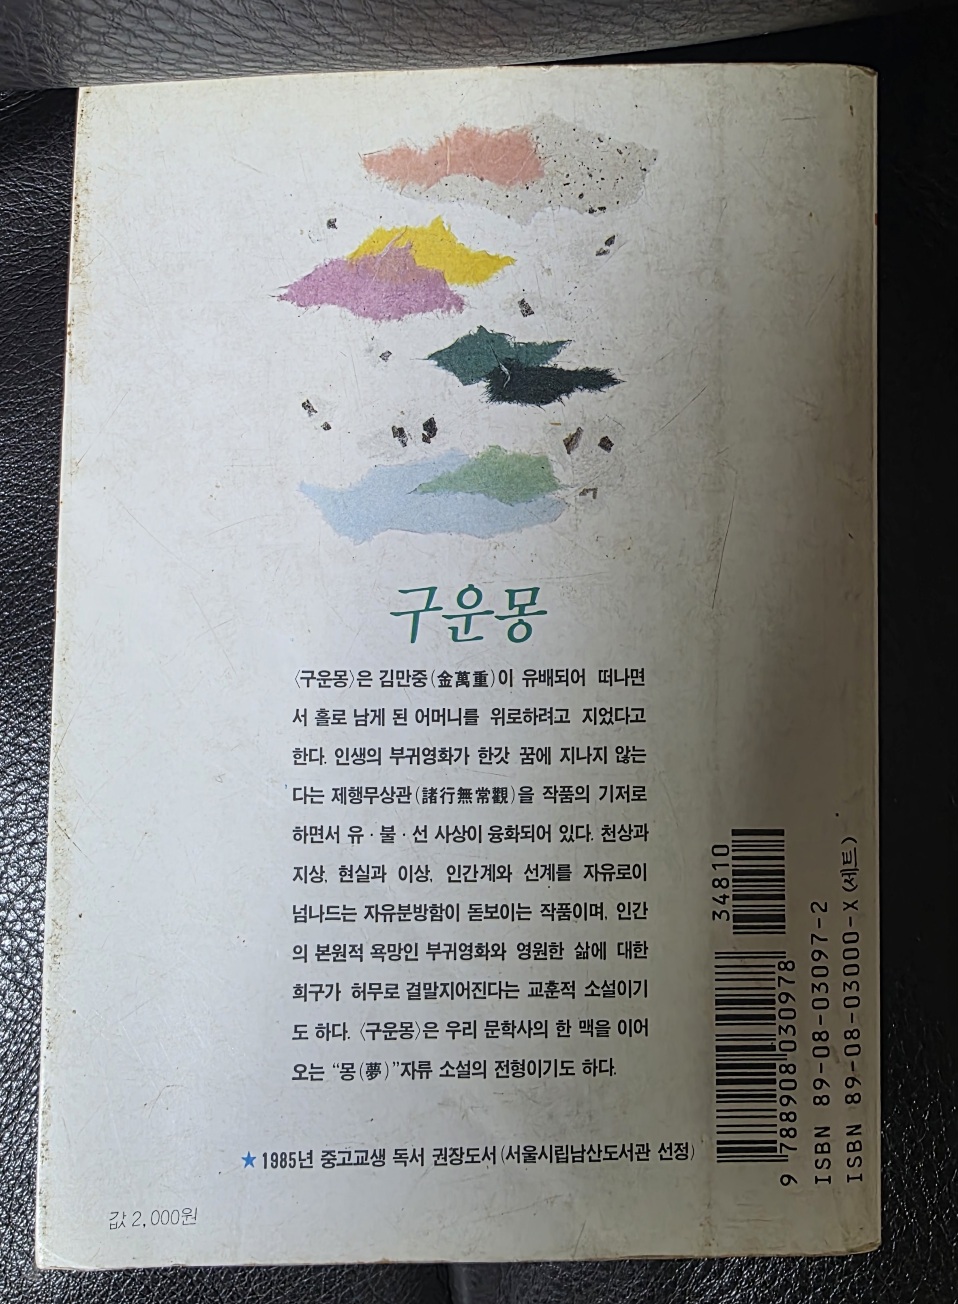 구운몽
〈구운몽〉은 김만중(金萬重)이 유배되어 떠나면
서 홀로 남게 된 어머니를 위로하려고 지었다고
한다. 인생의 부귀영화가 한갓 꿈에 지나지 않는
다는 제행무상관(諸行無常觀)을 작품의 기저로
하면서 유·불·선 사상이 융화되어 있다. 천상과
지상, 현실과 이상, 인간계와 선계를 자유로이
넘나드는 자유분방함이 돋보이는 작품이며, 인간
의 본원적 욕망인 부귀영화와 영원한 삶에 대한
희구가 허무로 결말지어진다는 교훈적 소설이기
도 하다. 〈구운몽〉은 우리 문학사의 한 맥을 이어
오는 “몽(夢)”자류 소설의 전형이기도 하다.
★1985년 중고교생 독서 권장도서(서울시립남산도서관 선정)
값 2,000원
34810
9 788908 030978
ISBN 89-08-03097-2
ISBN 89-08-03000-X(세트)